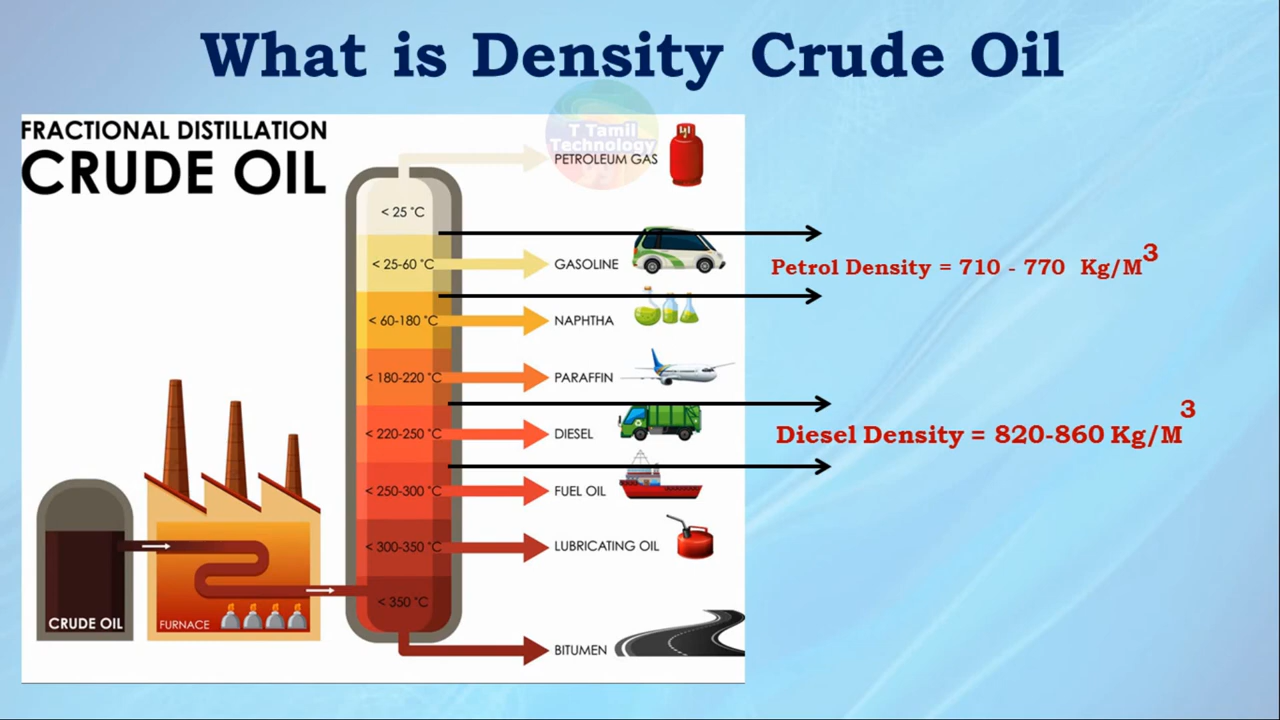 What is Density Crude Oil
FRACTIONAL DISTILLATION
CRUDE OIL
T Tamil
Technology
PETROLEUM GAS
< 25 °C
< 25-60 °C
GASOLINE
Petrol Density = 710 - 770 Kg/M³
< 60-180 °C
NAPHTHA
< 180-220 °C
PARAFFIN
< 220-250 °C
DIESEL
Diesel Density = 820-860 Kg/M³
< 250-300 °C
FUEL OIL
< 300-350 °C
LUBRICATING OIL
< 350 °C
CRUDE OIL
FURNACE
BITUMEN